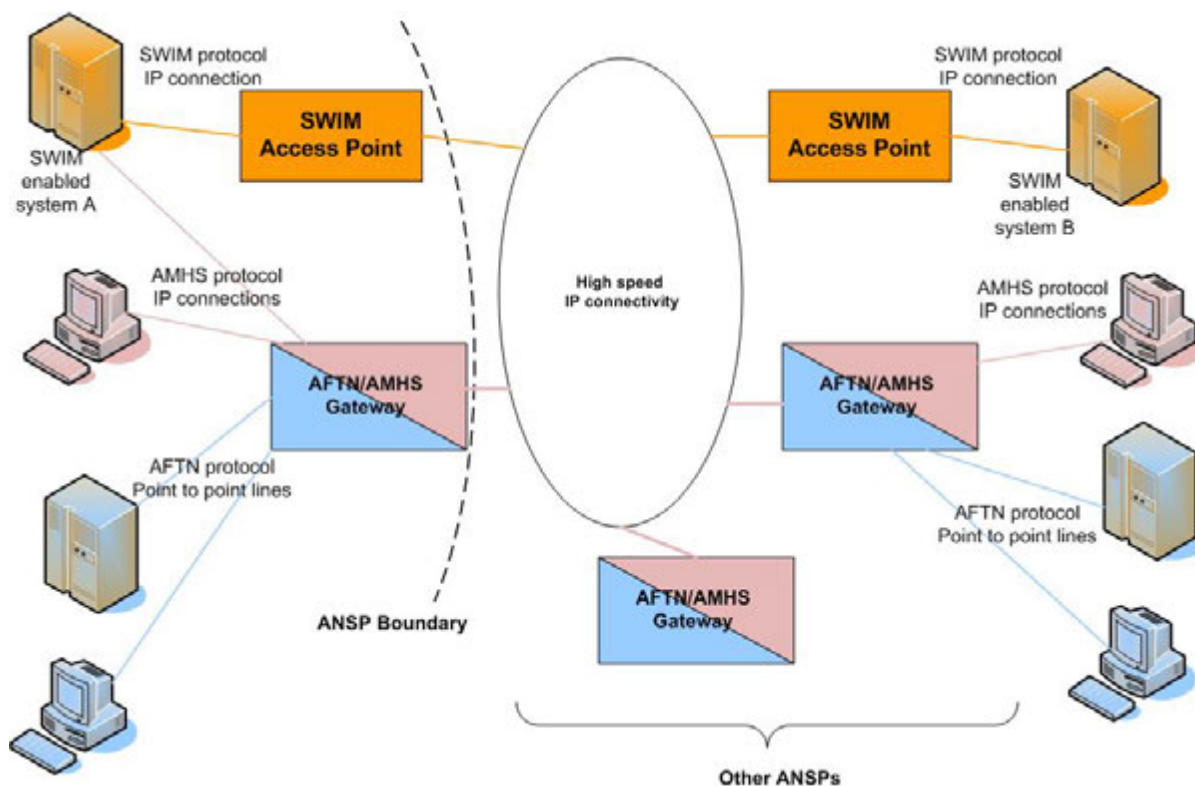 SWIM protocol
IP connection
SWIM
Access Point
SWIM
enabled
system A
SWIM protocol
IP connection
SWIM
Access Point
SWIM
enabled
system B
AMHS protocol
IP connections
High speed
IP connectivity
AMHS protocol
IP connections
AFTN/AMHS
Gateway
AFTN/AMHS
Gateway
AFTN protocol
Point to point lines
AFTN protocol
Point to point lines
ANSP Boundary
AFTN/AMHS
Gateway
Other ANSPs